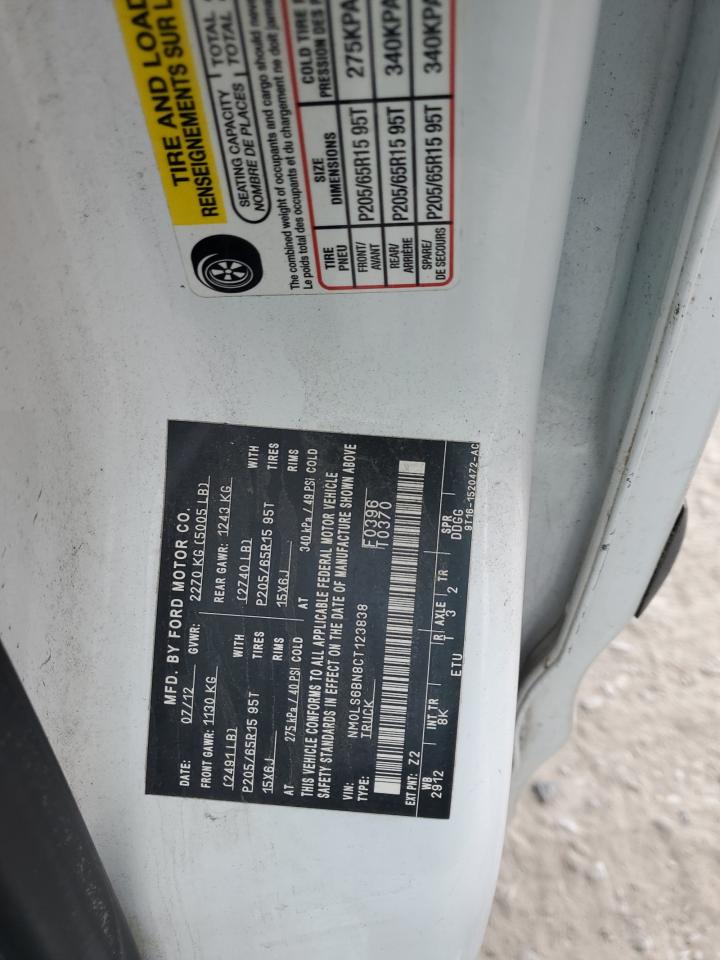 TIRE AND LOAD
RENSEIGNEMENTS SUR L
SEATING CAPACITY TOTAL
NOMBRE DE PLACES TOTAL
The combined weight of occupants and cargo should never
Le poids total des occupants et du chargement ne doit jamais
TIRE SIZE COLD TIRE
PNEU DIMENSIONS PRESSION DES P
FRONT/ P205/65R15 95T 275KPA
AVANT
REAR/ P205/65R15 95T 340KPA
ARRIÈRE
SPARE/ P205/65R15 95T 340KPA
DE SECOURS
MFD. BY FORD MOTOR CO.
DATE: 07/12 GVWR: 2270 KG (5005 LB)
FRONT GAWR: 1130 KG REAR GAWR: 1243 KG
(2491 LB) (2740 LB) WITH
P205/65R15 95T TIRES P205/65R15 95T TIRES
15X6J RIMS 15X6J RIMS
AT 275 kPa / 40 PSI COLD AT 340 kPa / 49 PSI COLD
THIS VEHICLE CONFORMS TO ALL APPLICABLE FEDERAL MOTOR VEHICLE
SAFETY STANDARDS IN EFFECT ON THE DATE OF MANUFACTURE SHOWN ABOVE
VIN: NM0LS6BN8CT123838 F0396
TYPE: TRUCK T0370
EXT PNT: Z2 ETU
WB INT TR R AXLE TR SPR
2912 8K 1 3 2 DDGG
9T16-1520472-AC